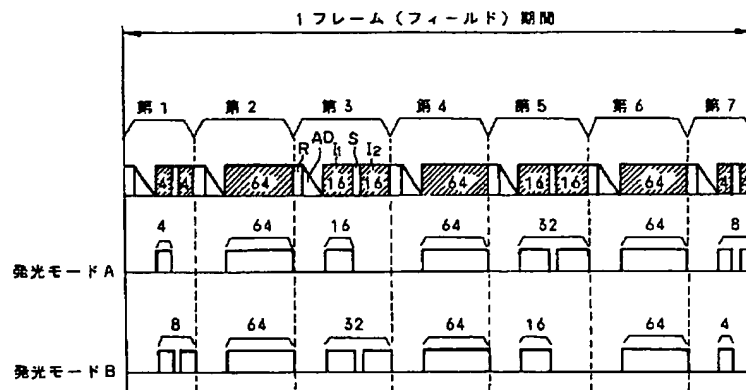 1フレーム(フィールド)期間
第1 第2 第3 第4 第5 第6 第7
R AD I1 S I2
4 4 64 16 16 64 16 16 64 4 4
4 64 16 64 32 64 8
発光モードA
8 64 32 64 16 64 4
発光モードB